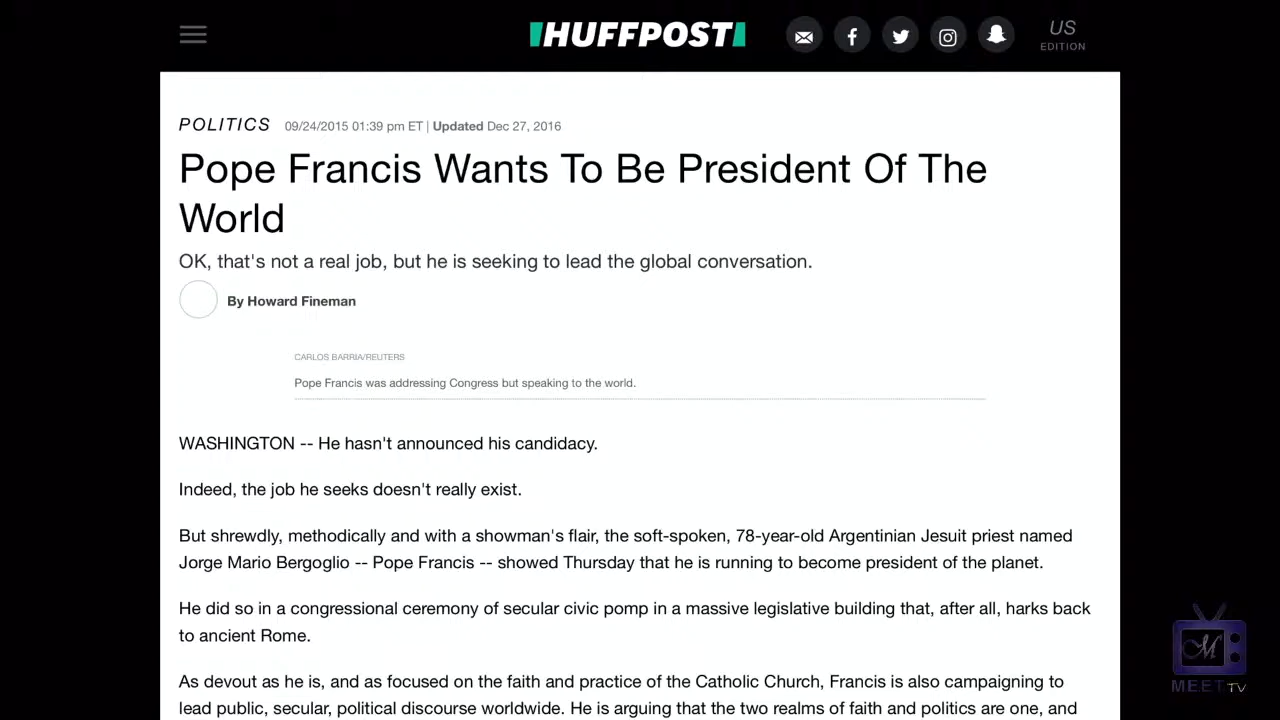 HUFFPOST
US
EDITION
POLITICS 09/24/2015 01:39 pm ET | Updated Dec 27, 2016
Pope Francis Wants To Be President Of The
World
OK, that's not a real job, but he is seeking to lead the global conversation.
By Howard Fineman
CARLOS BARRIA/REUTERS
Pope Francis was addressing Congress but speaking to the world.
WASHINGTON -- He hasn't announced his candidacy.
Indeed, the job he seeks doesn't really exist.
But shrewdly, methodically and with a showman's flair, the soft-spoken, 78-year-old Argentinian Jesuit priest named
Jorge Mario Bergoglio -- Pope Francis -- showed Thursday that he is running to become president of the planet.
He did so in a congressional ceremony of secular civic pomp in a massive legislative building that, after all, harks back
to ancient Rome.
As devout as he is, and as focused on the faith and practice of the Catholic Church, Francis is also campaigning to
lead public, secular, political discourse worldwide. He is arguing that the two realms of faith and politics are one, and
M
MEET TV